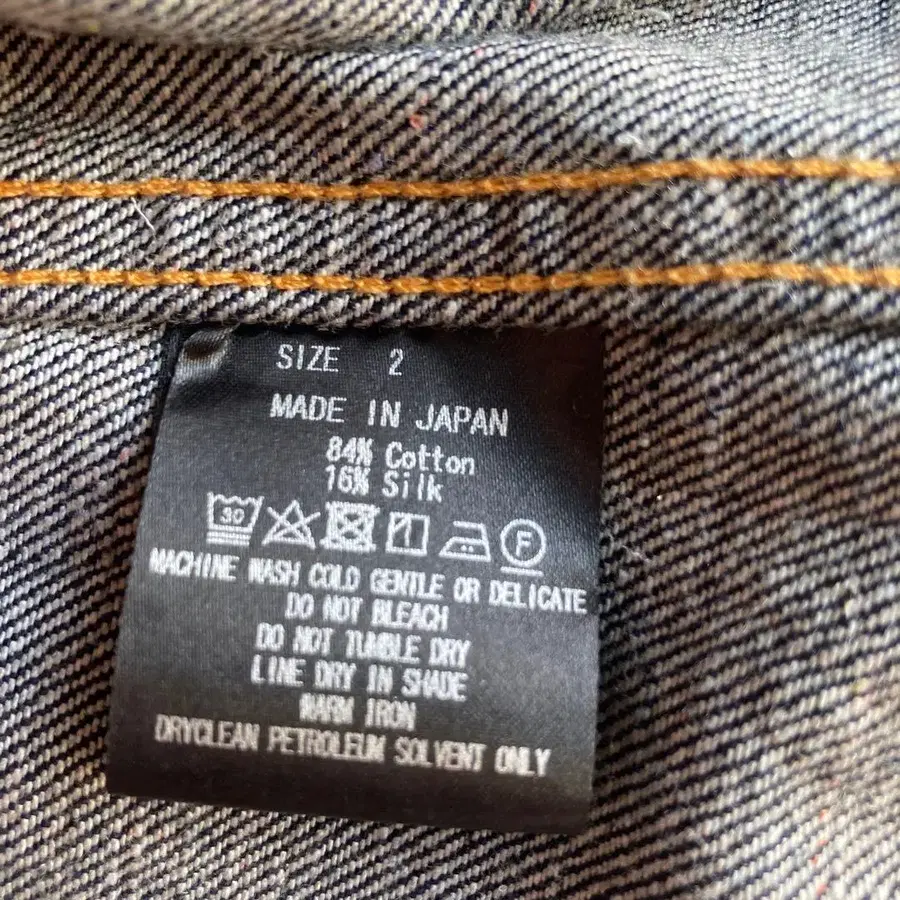 SIZE 2
MADE IN JAPAN
84% Cotton
16% Silk
30 F
MACHINE WASH COLD GENTLE OR DELICATE
DO NOT BLEACH
DO NOT TUMBLE DRY
LINE DRY IN SHADE
WARM IRON
DRYCLEAN PETROLEUM SOLVENT ONLY